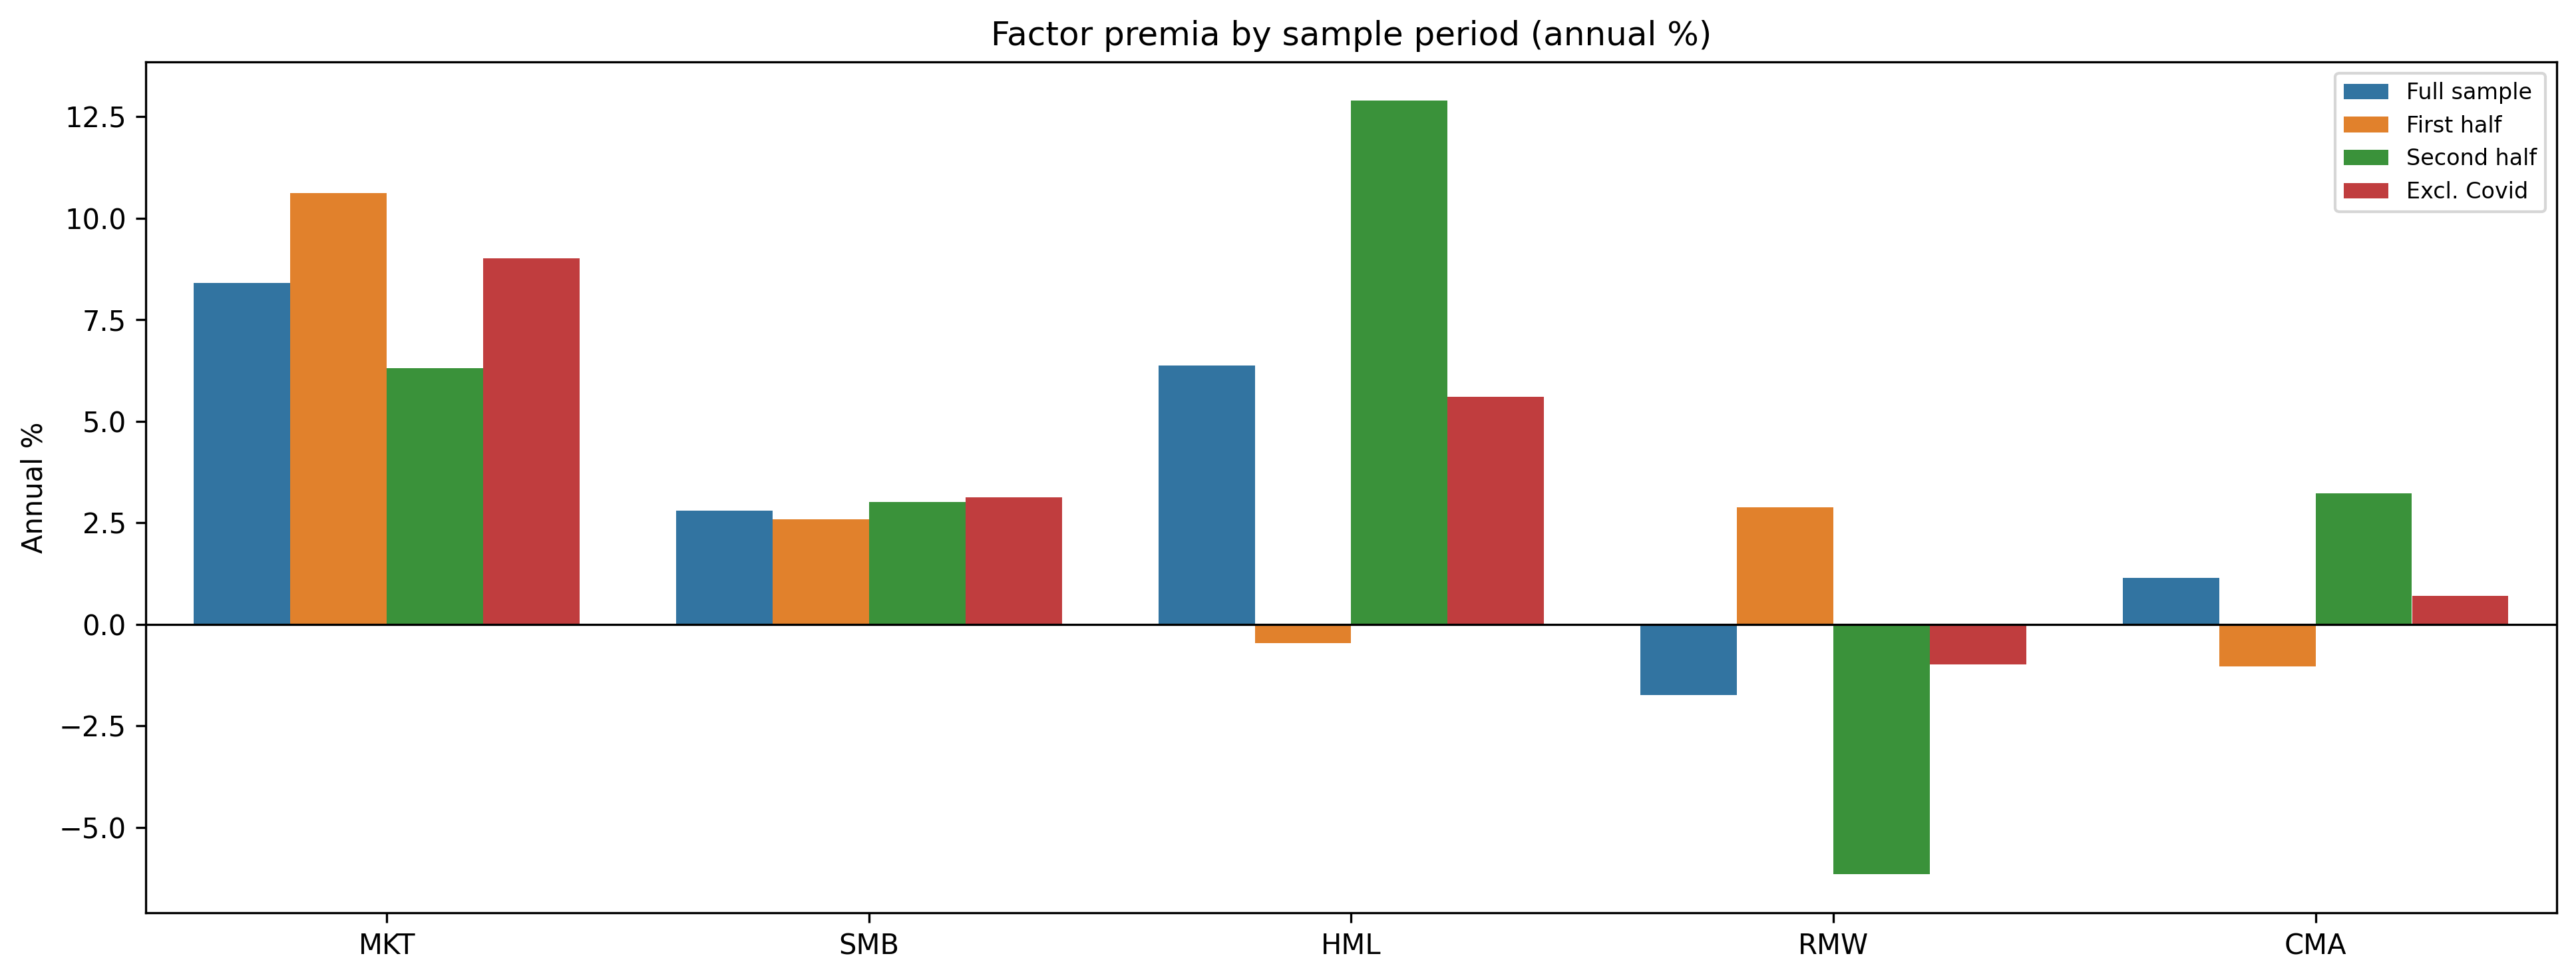 Factor premia by sample period (annual %)
Full sample
First half
Second half
Excl. Covid
Annual %
12.5
10.0
7.5
5.0
2.5
0.0
−2.5
−5.0
MKT SMB HML RMW CMA